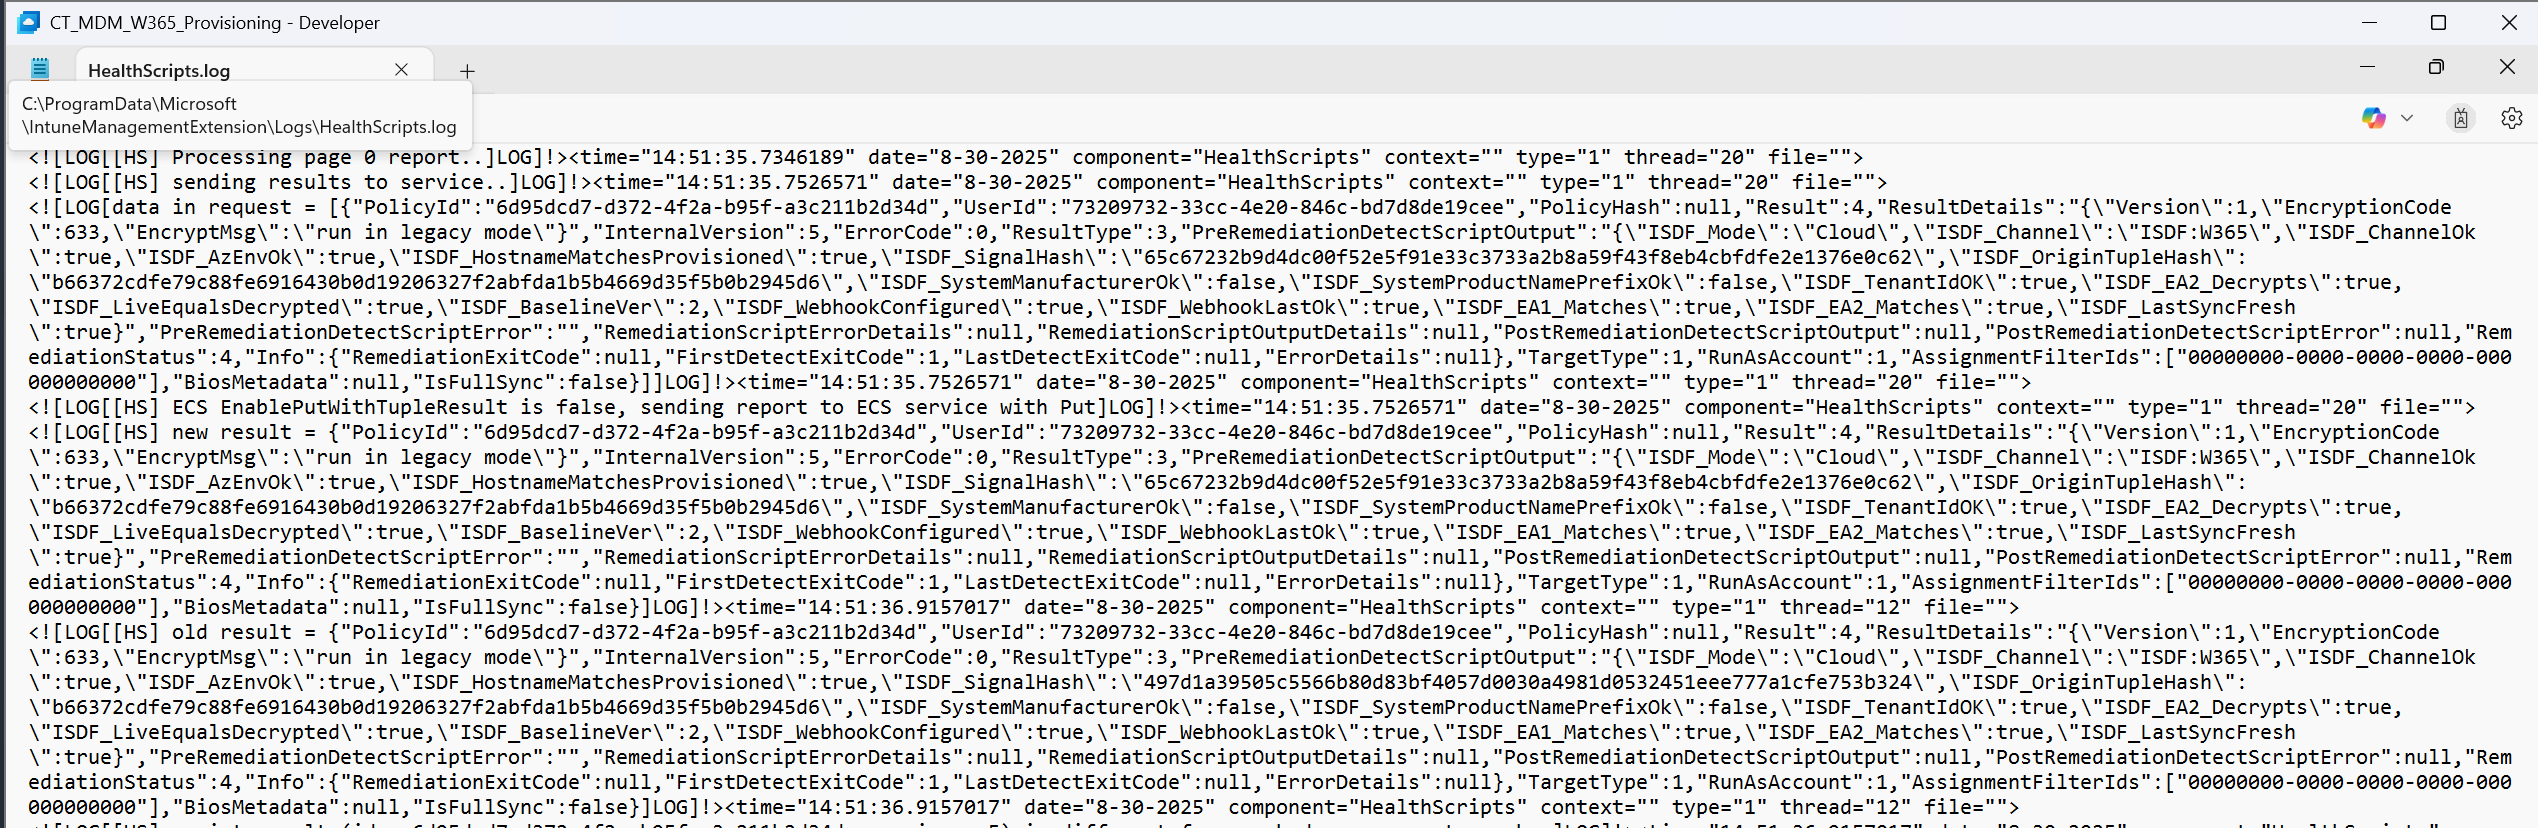 CT_MDM_W365_Provisioning - Developer
HealthScripts.log
C:\ProgramData\Microsoft
\IntuneManagementExtension\Logs\HealthScripts.log
<![LOG[[HS] Processing page 0 report..]LOG]!><time="14:51:35.7346189" date="8-30-2025" component="HealthScripts" context="" type="1" thread="20" file="">
<![LOG[[HS] sending results to service..]LOG]!><time="14:51:35.7526571" date="8-30-2025" component="HealthScripts" context="" type="1" thread="20" file="">
<![LOG[data in request = [{"PolicyId":"6d95dcd7-d372-4f2a-b95f-a3c211b2d34d","UserId":"73209732-33cc-4e20-846c-bd7d8de19cee","PolicyHash":null,"Result":4,"ResultDetails":"{\"Version\":1,\"EncryptionCode
\":633,\"EncryptMsg\":\"run in legacy mode\"}","InternalVersion":5,"ErrorCode":0,"ResultType":3,"PreRemediationDetectScriptOutput":"{\"ISDF_Mode\":\"Cloud\",\"ISDF_Channel\":\"ISDF:W365\",\"ISDF_ChannelOk
\":true,\"ISDF_AzEnvOk\":true,\"ISDF_HostnameMatchesProvisioned\":true,\"ISDF_SignalHash\":\"65c67232b9d4dc00f52e5f91e33c3733a2b8a59f43f8eb4cbfdfe2e1376e0c62\",\"ISDF_OriginTupleHash\":
\"b66372cdfe79c88fe6916430b0d19206327f2abfda1b5b4669d35f5b0b2945d6\",\"ISDF_SystemManufacturerOk\":false,\"ISDF_SystemProductNamePrefixOk\":false,\"ISDF_TenantIdOK\":true,\"ISDF_EA2_Decrypts\":true,
\"ISDF_LiveEqualsDecrypted\":true,\"ISDF_BaselineVer\":2,\"ISDF_WebhookConfigured\":true,\"ISDF_WebhookLastOk\":true,\"ISDF_EA1_Matches\":true,\"ISDF_EA2_Matches\":true,\"ISDF_LastSyncFresh
\":true}","PreRemediationDetectScriptError":"","RemediationScriptErrorDetails":null,"RemediationScriptOutputDetails":null,"PostRemediationDetectScriptOutput":null,"PostRemediationDetectScriptError":null,"Rem
ediationStatus":4,"Info":{"RemediationExitCode":null,"FirstDetectExitCode":1,"LastDetectExitCode":null,"ErrorDetails":null},"TargetType":1,"RunAsAccount":1,"AssignmentFilterIds":["00000000-0000-0000-0000-000
000000000"],"BiosMetadata":null,"IsFullSync":false}]]LOG]!><time="14:51:35.7526571" date="8-30-2025" component="HealthScripts" context="" type="1" thread="20" file="">
<![LOG[[HS] ECS EnablePutWithTupleResult is false, sending report to ECS service with Put]LOG]!><time="14:51:35.7526571" date="8-30-2025" component="HealthScripts" context="" type="1" thread="20" file="">
<![LOG[[HS] new result = {"PolicyId":"6d95dcd7-d372-4f2a-b95f-a3c211b2d34d","UserId":"73209732-33cc-4e20-846c-bd7d8de19cee","PolicyHash":null,"Result":4,"ResultDetails":"{\"Version\":1,\"EncryptionCode
\":633,\"EncryptMsg\":\"run in legacy mode\"}","InternalVersion":5,"ErrorCode":0,"ResultType":3,"PreRemediationDetectScriptOutput":"{\"ISDF_Mode\":\"Cloud\",\"ISDF_Channel\":\"ISDF:W365\",\"ISDF_ChannelOk
\":true,\"ISDF_AzEnvOk\":true,\"ISDF_HostnameMatchesProvisioned\":true,\"ISDF_SignalHash\":\"65c67232b9d4dc00f52e5f91e33c3733a2b8a59f43f8eb4cbfdfe2e1376e0c62\",\"ISDF_OriginTupleHash\":
\"b66372cdfe79c88fe6916430b0d19206327f2abfda1b5b4669d35f5b0b2945d6\",\"ISDF_SystemManufacturerOk\":false,\"ISDF_SystemProductNamePrefixOk\":false,\"ISDF_TenantIdOK\":true,\"ISDF_EA2_Decrypts\":true,
\"ISDF_LiveEqualsDecrypted\":true,\"ISDF_BaselineVer\":2,\"ISDF_WebhookConfigured\":true,\"ISDF_WebhookLastOk\":true,\"ISDF_EA1_Matches\":true,\"ISDF_EA2_Matches\":true,\"ISDF_LastSyncFresh
\":true}","PreRemediationDetectScriptError":"","RemediationScriptErrorDetails":null,"RemediationScriptOutputDetails":null,"PostRemediationDetectScriptOutput":null,"PostRemediationDetectScriptError":null,"Rem
ediationStatus":4,"Info":{"RemediationExitCode":null,"FirstDetectExitCode":1,"LastDetectExitCode":null,"ErrorDetails":null},"TargetType":1,"RunAsAccount":1,"AssignmentFilterIds":["00000000-0000-0000-0000-000
000000000"],"BiosMetadata":null,"IsFullSync":false}]LOG]!><time="14:51:36.9157017" date="8-30-2025" component="HealthScripts" context="" type="1" thread="12" file="">
<![LOG[[HS] old result = {"PolicyId":"6d95dcd7-d372-4f2a-b95f-a3c211b2d34d","UserId":"73209732-33cc-4e20-846c-bd7d8de19cee","PolicyHash":null,"Result":4,"ResultDetails":"{\"Version\":1,\"EncryptionCode
\":633,\"EncryptMsg\":\"run in legacy mode\"}","InternalVersion":5,"ErrorCode":0,"ResultType":3,"PreRemediationDetectScriptOutput":"{\"ISDF_Mode\":\"Cloud\",\"ISDF_Channel\":\"ISDF:W365\",\"ISDF_ChannelOk
\":true,\"ISDF_AzEnvOk\":true,\"ISDF_HostnameMatchesProvisioned\":true,\"ISDF_SignalHash\":\"497d1a39505c5566b80d83bf4057d0030a4981d0532451eee777a1cfe753b324\",\"ISDF_OriginTupleHash\":
\"b66372cdfe79c88fe6916430b0d19206327f2abfda1b5b4669d35f5b0b2945d6\",\"ISDF_SystemManufacturerOk\":false,\"ISDF_SystemProductNamePrefixOk\":false,\"ISDF_TenantIdOK\":true,\"ISDF_EA2_Decrypts\":true,
\"ISDF_LiveEqualsDecrypted\":true,\"ISDF_BaselineVer\":2,\"ISDF_WebhookConfigured\":true,\"ISDF_WebhookLastOk\":true,\"ISDF_EA1_Matches\":true,\"ISDF_EA2_Matches\":true,\"ISDF_LastSyncFresh
\":true}","PreRemediationDetectScriptError":"","RemediationScriptErrorDetails":null,"RemediationScriptOutputDetails":null,"PostRemediationDetectScriptOutput":null,"PostRemediationDetectScriptError":null,"Rem
ediationStatus":4,"Info":{"RemediationExitCode":null,"FirstDetectExitCode":1,"LastDetectExitCode":null,"ErrorDetails":null},"TargetType":1,"RunAsAccount":1,"AssignmentFilterIds":["00000000-0000-0000-0000-000
000000000"],"BiosMetadata":null,"IsFullSync":false}]LOG]!><time="14:51:36.9157017" date="8-30-2025" component="HealthScripts" context="" type="1" thread="12" file="">